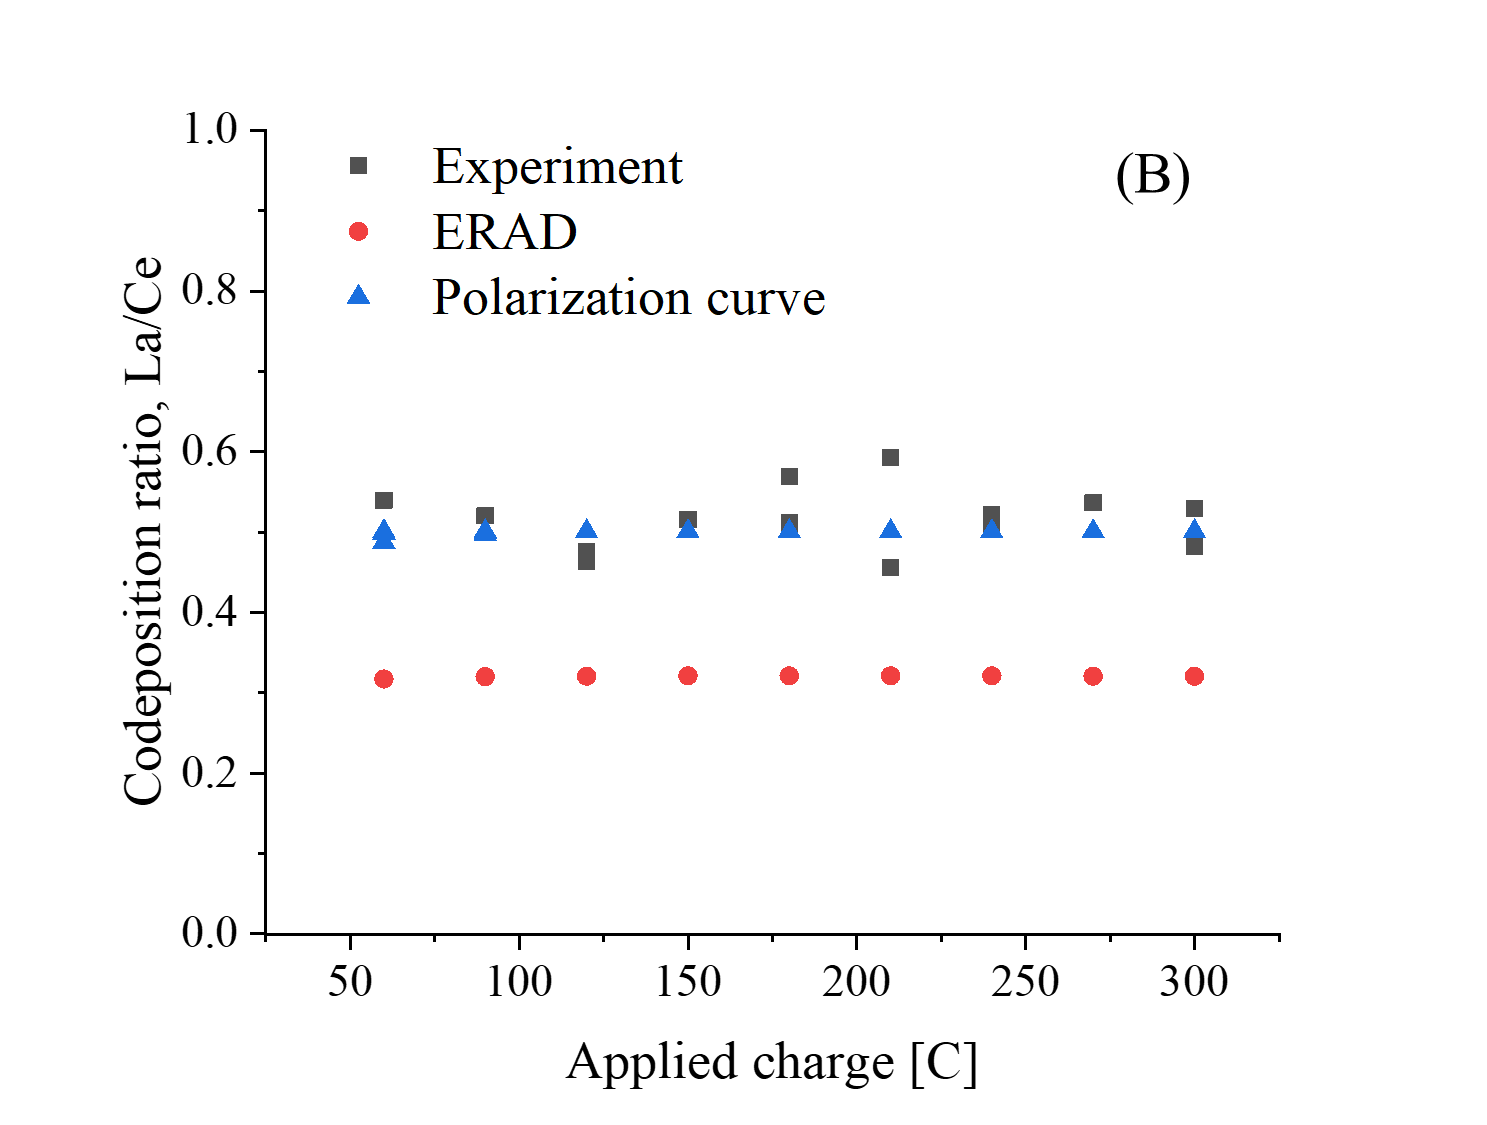 (B)
Experiment
ERAD
Polarization curve
Codeposition ratio, La/Ce
1.0
0.8
0.6
0.4
0.2
0.0
50 100 150 200 250 300
Applied charge [C]